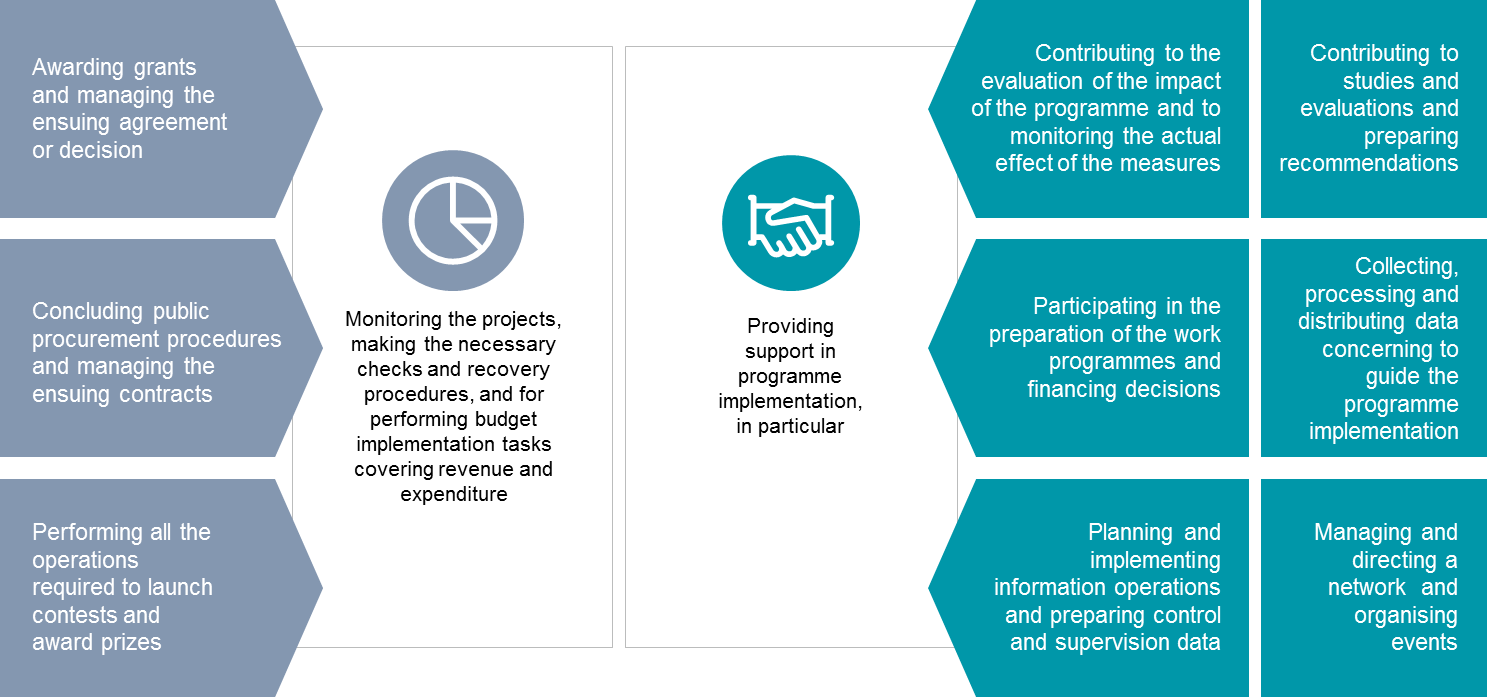 Awarding grants
and managing the
ensuing agreement
or decision
Concluding public
procurement procedures
and managing the
ensuing contracts
Performing all the
operations
required to launch
contests and
award prizes
Monitoring the projects,
making the necessary
checks and recovery
procedures, and for
performing budget
implementation tasks
covering revenue and
expenditure
Providing
support in
programme
implementation,
in particular
Contributing to the
evaluation of the impact
of the programme and to
monitoring the actual
effect of the measures
Contributing to
studies and
evaluations and
preparing
recommendations
Participating in the
preparation of the work
programmes and
financing decisions
Collecting,
processing and
distributing data
concerning to
guide the
programme
implementation
Planning and
implementing
information operations
and preparing control
and supervision data
Managing and
directing a
network and
organising
events